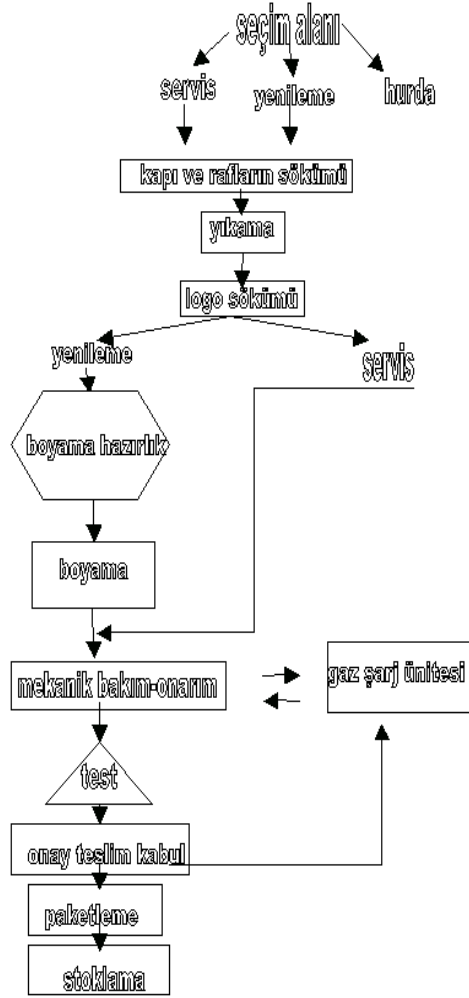 seçim alanı
servis
yenileme
hurda
kapı ve rafların sökümü
yıkama
logo sökümü
yenileme
servis
boyama hazırlık
boyama
mekanik bakım-onarım
gaz şarj ünitesi
test
onay teslim kabul
paketleme
stoklama